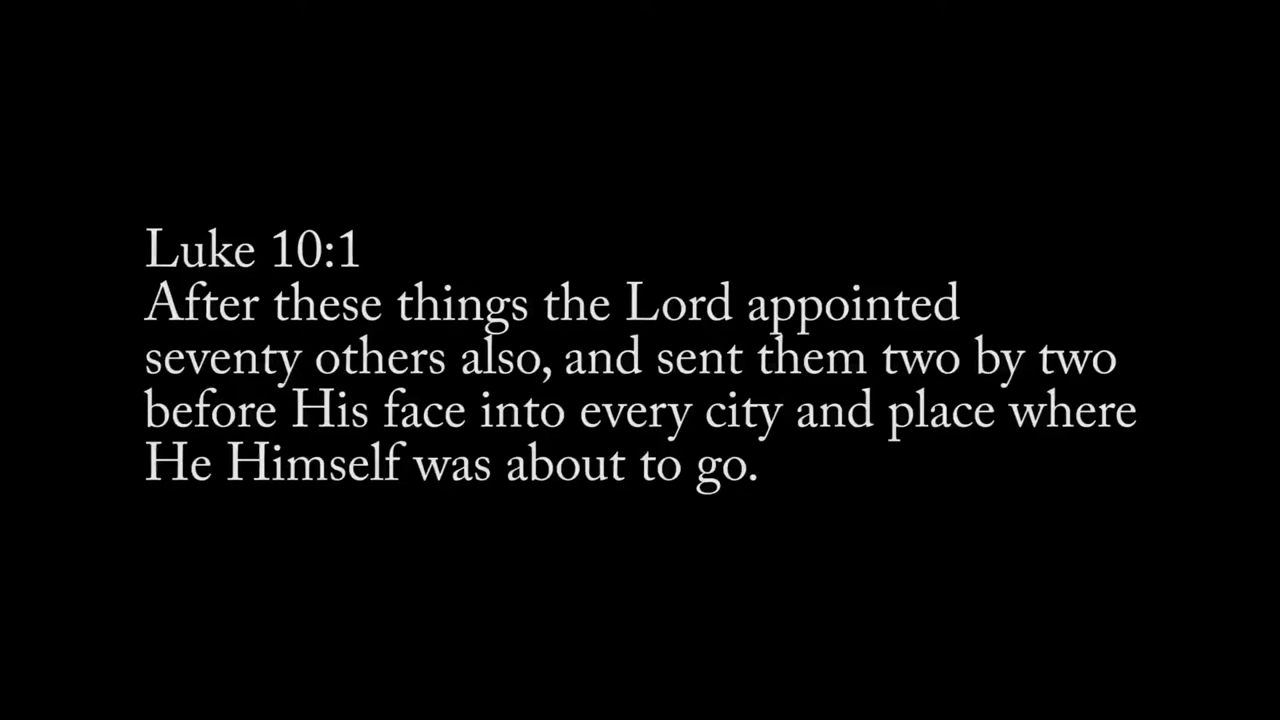 Luke 10:1
After these things the Lord appointed
seventy others also, and sent them two by two
before His face into every city and place where
He Himself was about to go.